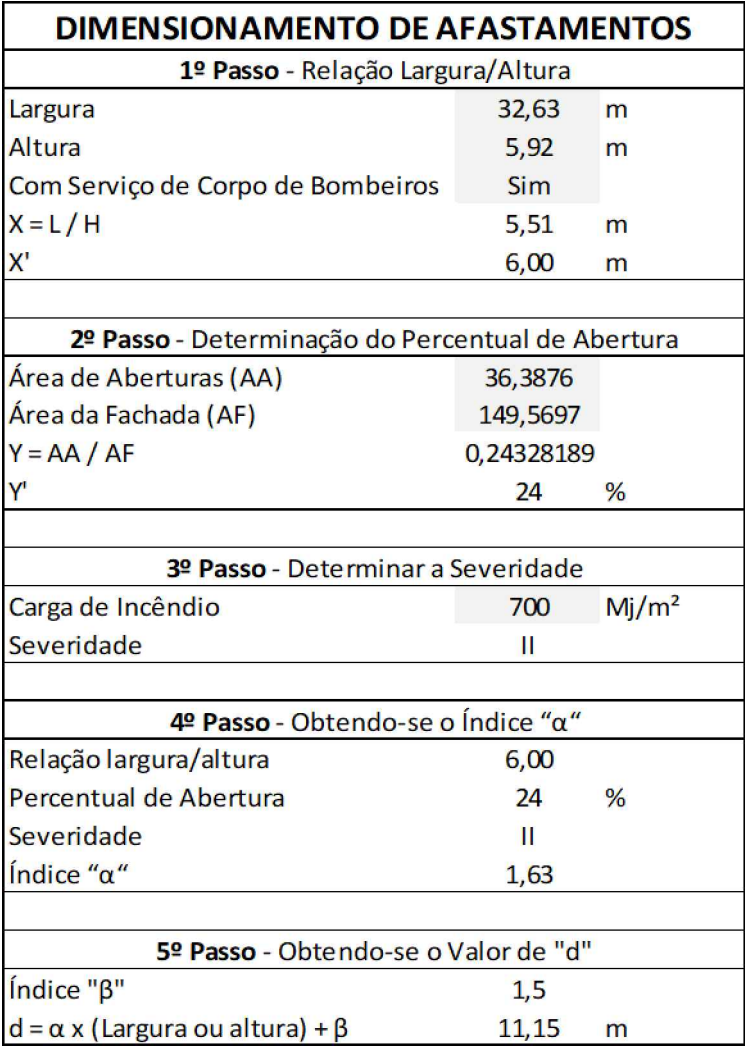 DIMENSIONAMENTO DE AFASTAMENTOS
1º Passo - Relação Largura/Altura
Largura 32,63 m
Altura 5,92 m
Com Serviço de Corpo de Bombeiros Sim
X = L / H 5,51 m
X' 6,00 m
2º Passo - Determinação do Percentual de Abertura
Área de Aberturas (AA) 36,3876
Área da Fachada (AF) 149,5697
Y = AA / AF 0,24328189
Y' 24 %
3º Passo - Determinar a Severidade
Carga de Incêndio 700 Mj/m²
Severidade II
4º Passo - Obtendo-se o Índice “α“
Relação largura/altura 6,00
Percentual de Abertura 24 %
Severidade II
Índice “α“ 1,63
5º Passo - Obtendo-se o Valor de "d"
Índice "β" 1,5
d = α x (Largura ou altura) + β 11,15 m